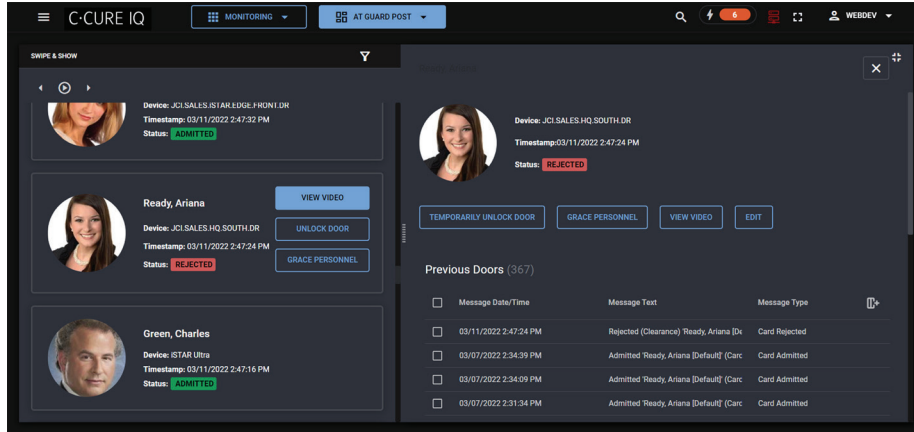 C•CURE IQ
MONITORING
AT GUARD POST
6
WEBDEV
SWIPE & SHOW
Device: JCI.SALES.ISTAR.EDGE.FRONT.DR
Timestamp: 03/11/2022 2:47:32 PM
Status: ADMITTED
Ready, Ariana
Device: JCI.SALES.HQ.SOUTH.DR
Timestamp: 03/11/2022 2:47:24 PM
Status: REJECTED
VIEW VIDEO
UNLOCK DOOR
GRACE PERSONNEL
Green, Charles
Device: iSTAR Ultra
Timestamp: 03/11/2022 2:47:16 PM
Status: ADMITTED
Device: JCI.SALES.HQ.SOUTH.DR
Timestamp:03/11/2022 2:47:24 PM
Status: REJECTED
TEMPORARILY UNLOCK DOOR GRACE PERSONNEL VIEW VIDEO EDIT
Previous Doors (367)
Message Date/Time Message Text Message Type
03/11/2022 2:47:24 PM Rejected (Clearance) 'Ready, Ariana [De Card Rejected
03/07/2022 2:34:39 PM Admitted 'Ready, Ariana [Default]' (Carc Card Admitted
03/07/2022 2:34:09 PM Admitted 'Ready, Ariana [Default]' (Carc Card Admitted
03/07/2022 2:31:34 PM Admitted 'Ready, Ariana [Default]' (Carc Card Admitted